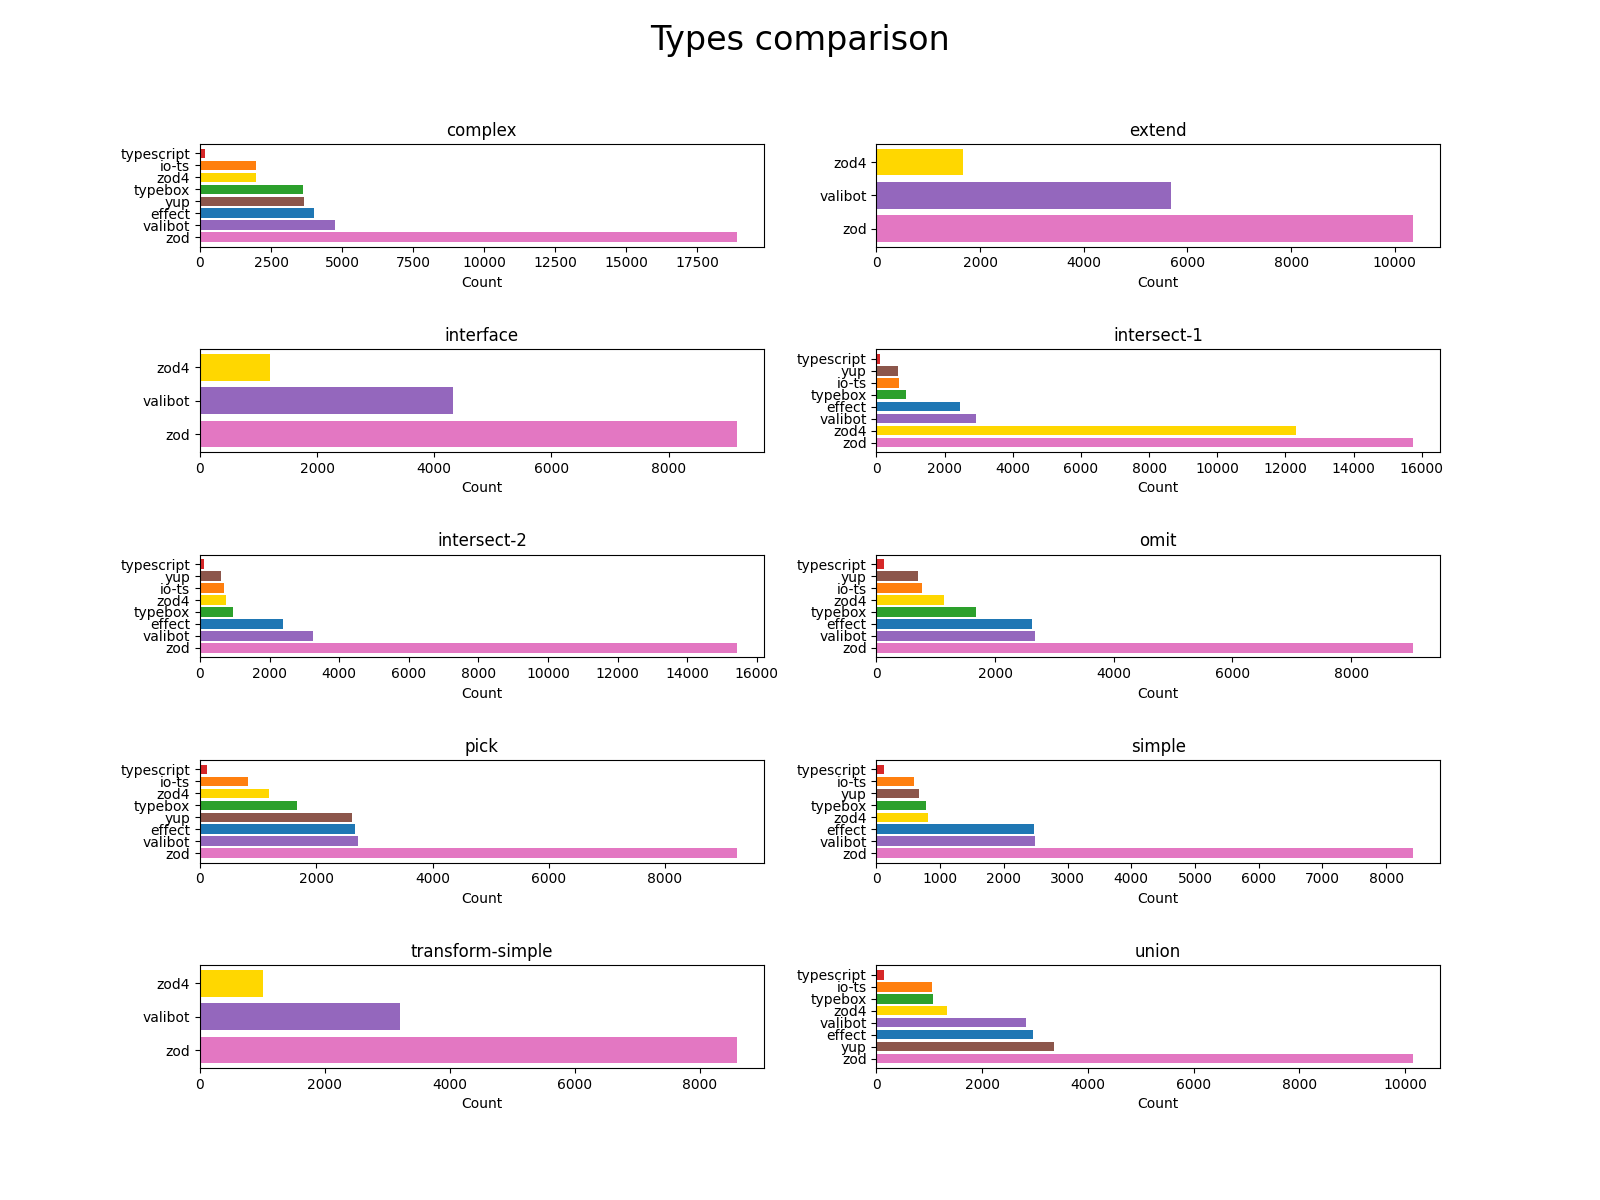 Types comparison
complex
typescript
io-ts
zod4
typebox
yup
effect
valibot
zod
0 2500 5000 7500 10000 12500 15000 17500
Count
extend
zod4
valibot
zod
0 2000 4000 6000 8000 10000
Count
interface
zod4
valibot
zod
0 2000 4000 6000 8000
Count
intersect-1
typescript
yup
io-ts
typebox
effect
valibot
zod4
zod
0 2000 4000 6000 8000 10000 12000 14000 16000
Count
intersect-2
typescript
yup
io-ts
zod4
typebox
effect
valibot
zod
0 2000 4000 6000 8000 10000 12000 14000 16000
Count
omit
typescript
yup
io-ts
zod4
typebox
effect
valibot
zod
0 2000 4000 6000 8000
Count
pick
typescript
io-ts
zod4
typebox
yup
effect
valibot
zod
0 2000 4000 6000 8000
Count
simple
typescript
io-ts
yup
typebox
zod4
effect
valibot
zod
0 1000 2000 3000 4000 5000 6000 7000 8000
Count
transform-simple
zod4
valibot
zod
0 2000 4000 6000 8000
Count
union
typescript
io-ts
typebox
zod4
valibot
effect
yup
zod
0 2000 4000 6000 8000 10000
Count